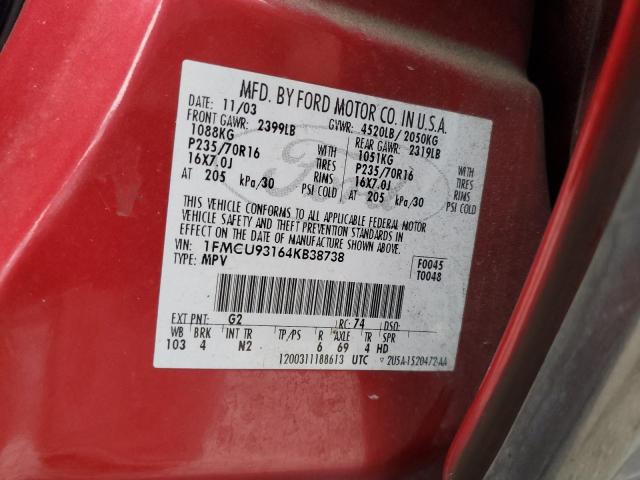 MFD. BY FORD MOTOR CO. IN U.S.A.
DATE: 11/03 GVWR: 4520LB/ 2050KG
FRONT GAWR: 2399LB REAR GAWR: 2319LB
1088KG WITH 1051KG WITH
P235/70R16 TIRES P235/70R16 TIRES
16X7.0J RIMS 16X7.0J RIMS
AT 205 kPa/30 PSI COLD AT 205 kPa/30 PSI COLD
Ford
THIS VEHICLE CONFORMS TO ALL APPLICABLE FEDERAL MOTOR
VEHICLE SAFETY AND THEFT PREVENTION STANDARDS IN
EFFECT ON THE DATE OF MANUFACTURE SHOWN ABOVE.
VIN: 1FMCU93164KB38738 F0045
TYPE: MPV T0048
EXT PNT: G2 RC: 74 DSO:
WB BRK INT TR TP/PS R AXLE TR SPR
103 4 N2 6 69 4 HD
1200311188613 UTC 2U5A-1520472-AA